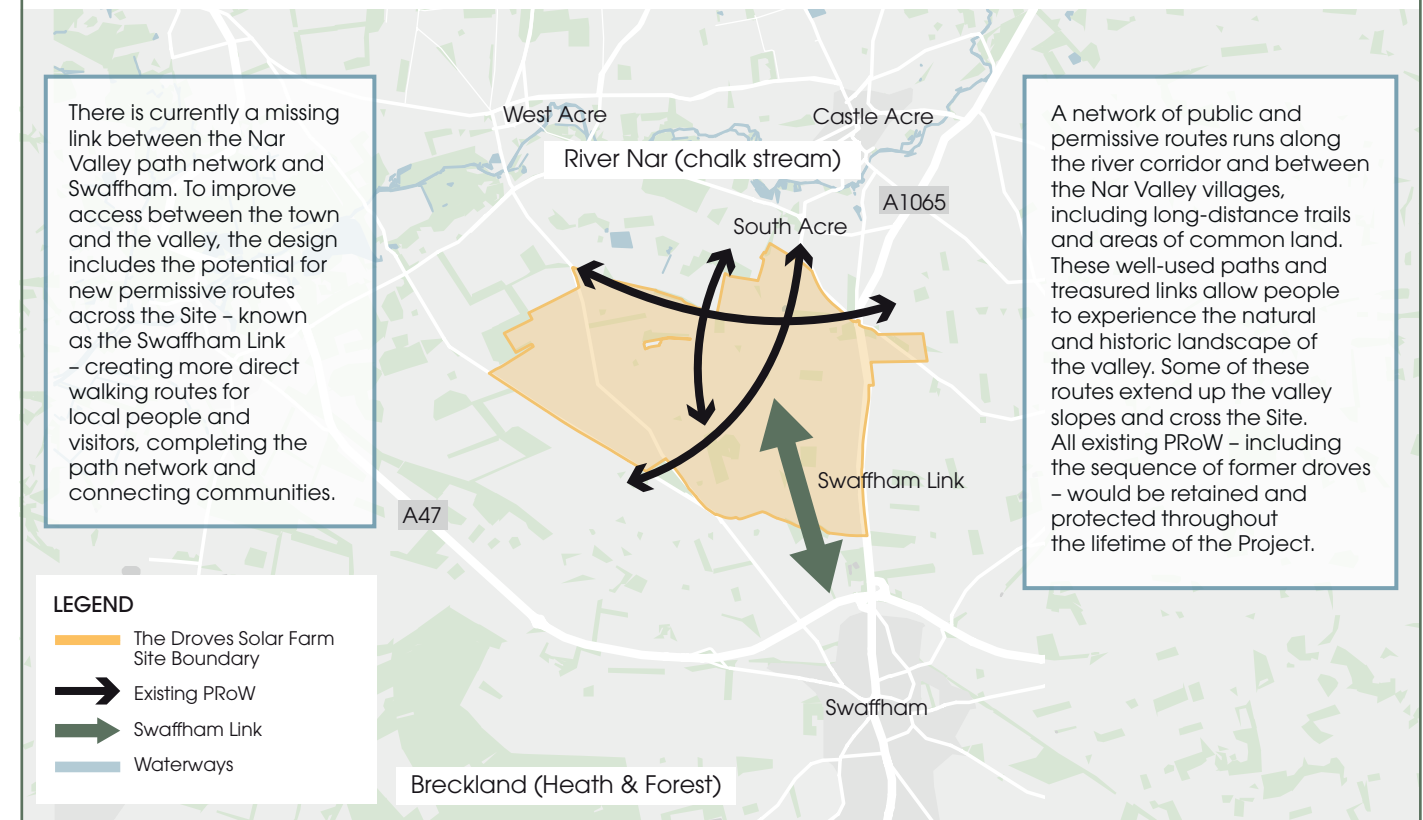 There is currently a missing
link between the Nar
Valley path network and
Swaffham. To improve
access between the town
and the valley, the design
includes the potential for
new permissive routes
across the Site – known
as the Swaffham Link
– creating more direct
walking routes for
local people and
visitors, completing the
path network and
connecting communities.
West Acre
Castle Acre
River Nar (chalk stream)
A1065
South Acre
Swaffham Link
A47
Swaffham
Breckland (Heath & Forest)
A network of public and
permissive routes runs along
the river corridor and between
the Nar Valley villages,
including long-distance trails
and areas of common land.
These well-used paths and
treasured links allow people
to experience the natural
and historic landscape of
the valley. Some of these
routes extend up the valley
slopes and cross the Site.
All existing PRoW – including
the sequence of former droves
– would be retained and
protected throughout
the lifetime of the Project.
LEGEND
The Droves Solar Farm
Site Boundary
Existing PRoW
Swaffham Link
Waterways